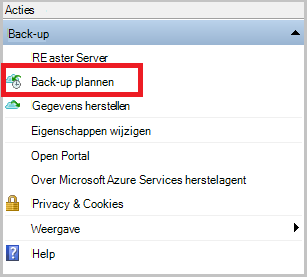 Acties
Back-up
REaster Server
Back-up plannen
Gegevens herstellen
Eigenschappen wijzigen
Open Portal
Over Microsoft Azure Services herstelagent
Privacy & Cookies
Weergave
Help